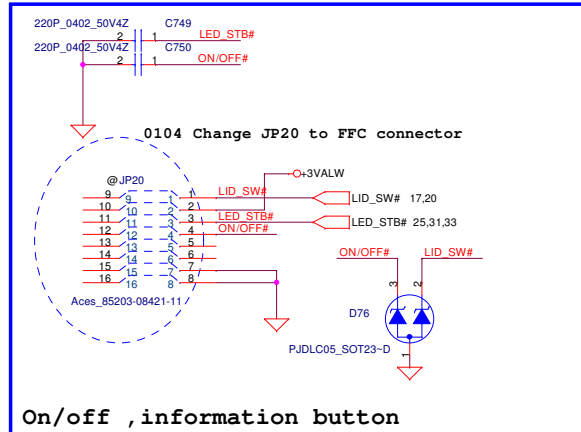 220P_0402_50V4Z C749
2 1 LED_STB#
220P_0402_50V4Z C750
2 1 ON/OFF#
0104 Change JP20 to FFC connector
+3VALW
@JP20
9 9 1 1 LID_SW# LID_SW# 17,20
10 10 2 2
11 11 3 3 LED_STB# LED_STB# 25,31,33
12 12 4 4 ON/OFF#
13 13 5 5
14 14 6 6
15 15 7 7
16 16 8 8
Aces_85203-08421-11
ON/OFF# LID_SW#
3 2
D76
PJDLC05_SOT23~D
1
On/off ,information button